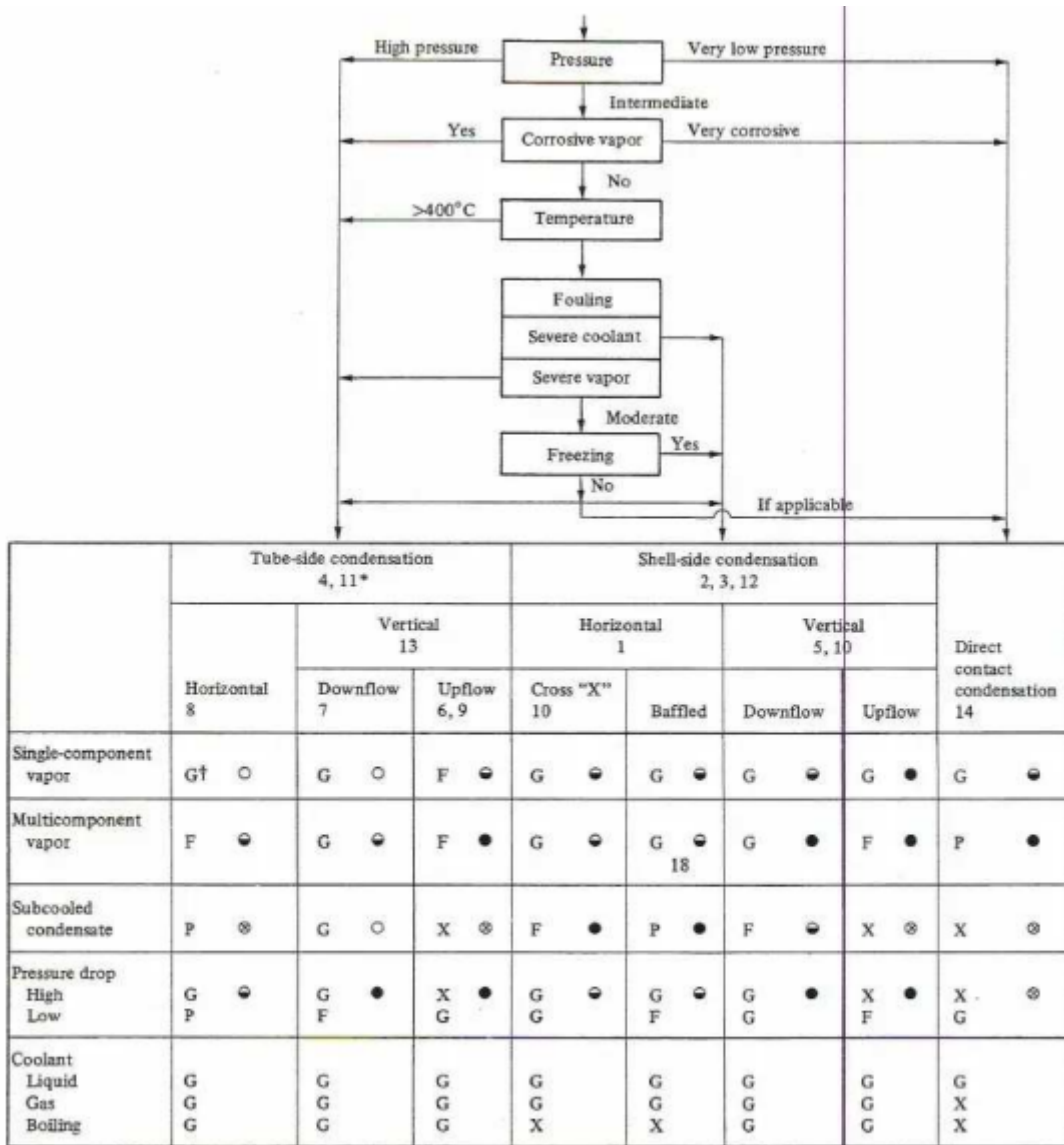 High pressure Pressure Very low pressure
Intermediate
Yes Corrosive vapor Very corrosive
No
>400°C Temperature
Fouling
Severe coolant
Severe vapor
Moderate
Freezing Yes
No
If applicable
Tube-side condensation Shell-side condensation
4, 11* 2, 3, 12
Vertical Horizontal Vertical
13 1 5, 10 Direct
contact
Horizontal Downflow Upflow Cross "X" condensation
8 7 6, 9 10 Baffled Downflow Upflow 14
Single-component
vapor G† ○ G ○ F ◒ G ◒ G ◒ G ◒ G ● G ◒
Multicomponent
vapor F ◒ G ◒ F ● G ◒ G ◒ G ● F ● P ●
18
Subcooled
condensate P ⊗ G ○ X ⊗ F ● P ● F ◒ X ⊗ X ⊗
Pressure drop
High G ◒ G ● X ● G ◒ G ◒ G ● X ● X ⊗
Low P F G G F G F G
Coolant
Liquid G G G G G G G G
Gas G G G G G G G X
Boiling G G G X X G G X